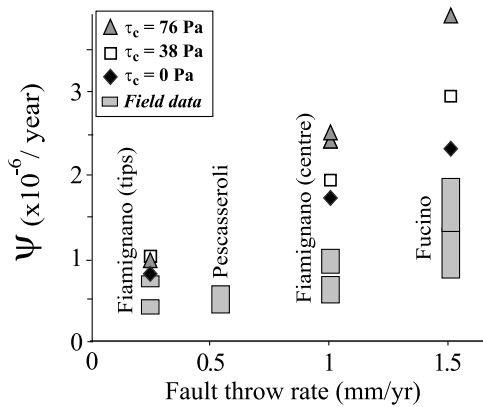 τc = 76 Pa
τc = 38 Pa
τc = 0 Pa
Field data
ψ (x10-6/ year)
3
2
1
0
Fiamignano (tips)
Pescasseroli
Fiamignano (centre)
Fucino
0 0.5 1 1.5
Fault throw rate (mm/yr)